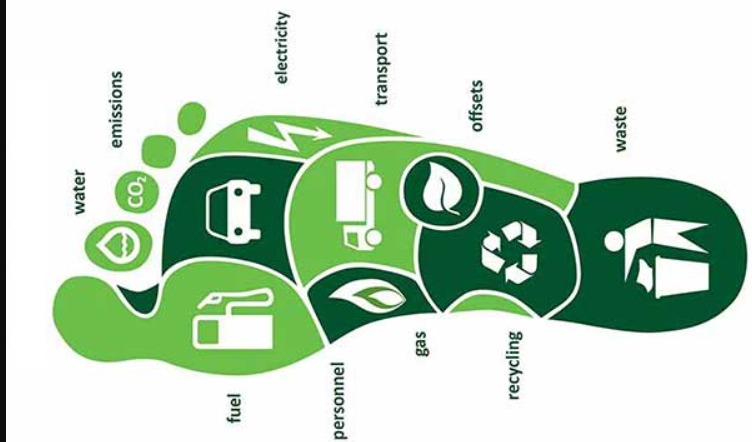 water
emissions
CO₂
electricity
transport
offsets
waste
fuel
personnel
gas
recycling